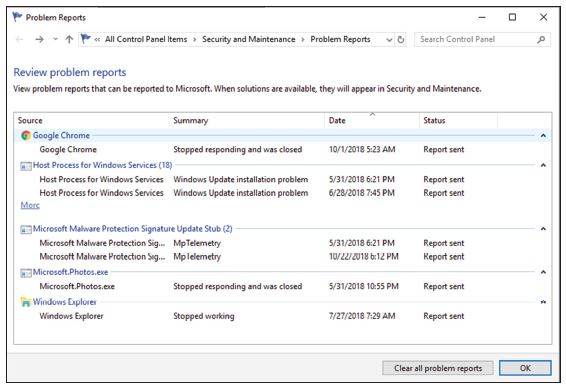 Problem Reports
« All Control Panel Items > Security and Maintenance > Problem Reports Search Control Panel
Review problem reports
View problem reports that can be reported to Microsoft. When solutions are available, they will appear in Security and Maintenance.
Source Summary Date Status
Google Chrome
Google Chrome Stopped responding and was closed 10/1/2018 5:23 AM Report sent
Host Process for Windows Services (18)
Host Process for Windows Services Windows Update installation problem 5/31/2018 6:21 PM Report sent
Host Process for Windows Services Windows Update installation problem 6/28/2018 7:45 PM Report sent
More
Microsoft Malware Protection Signature Update Stub (2)
Microsoft Malware Protection Sig... MpTelemetry 5/31/2018 6:21 PM Report sent
Microsoft Malware Protection Sig... MpTelemetry 10/22/2018 6:12 PM Report sent
Microsoft.Photos.exe
Microsoft.Photos.exe Stopped responding and was closed 5/31/2018 10:55 PM Report sent
Windows Explorer
Windows Explorer Stopped working 7/27/2018 7:29 AM Report sent
Clear all problem reports OK